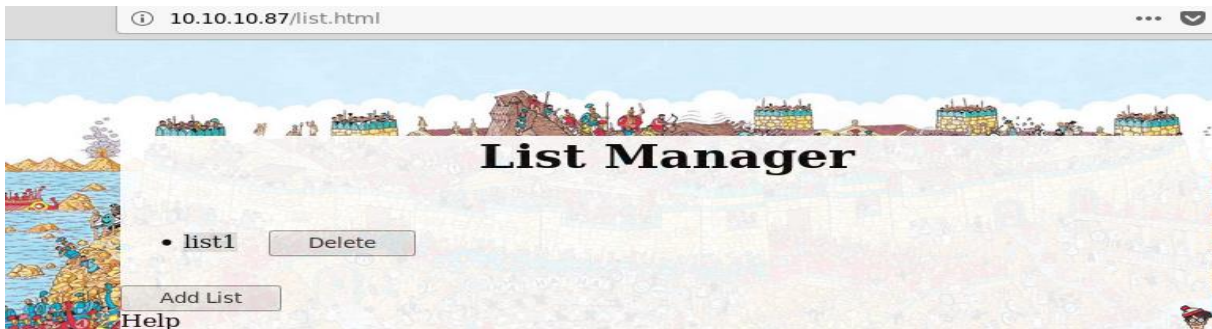 10.10.10.87/list.html
List Manager
list1 Delete
Add List
Help